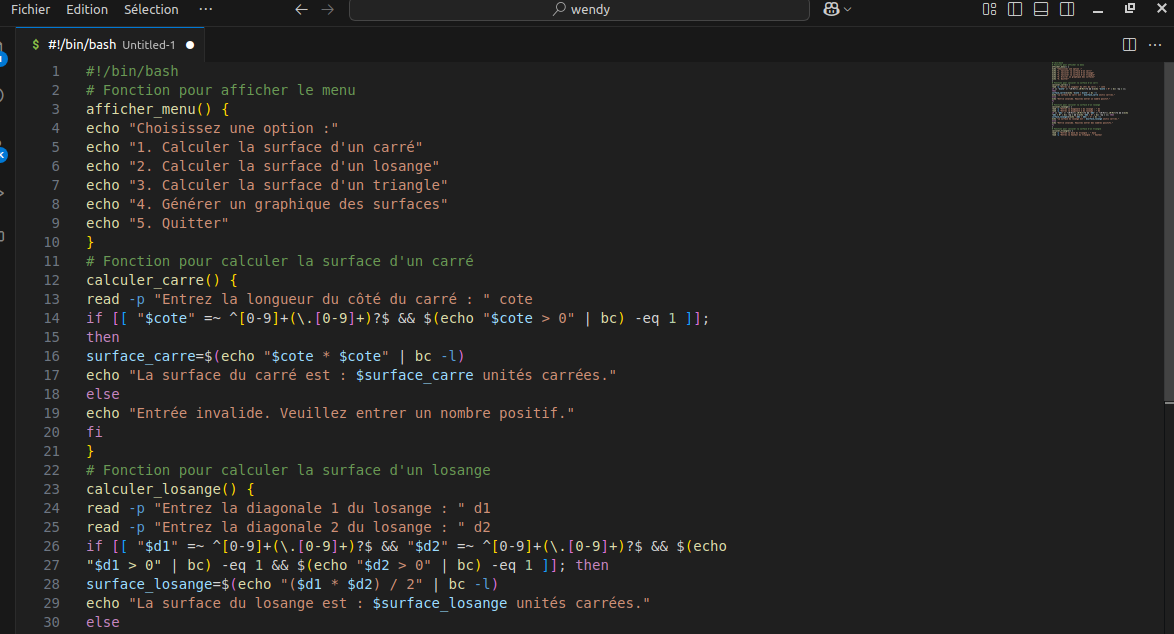 Fichier Edition Sélection ··· ← → wendy
$ #!/bin/bash Untitled-1 ●
1 #!/bin/bash
2 # Fonction pour afficher le menu
3 afficher_menu() {
4 echo "Choisissez une option :"
5 echo "1. Calculer la surface d'un carré"
6 echo "2. Calculer la surface d'un losange"
7 echo "3. Calculer la surface d'un triangle"
8 echo "4. Générer un graphique des surfaces"
9 echo "5. Quitter"
10 }
11 # Fonction pour calculer la surface d'un carré
12 calculer_carre() {
13 read -p "Entrez la longueur du côté du carré : " cote
14 if [[ "$cote" =~ ^[0-9]+(\.[0-9]+)?$ && $(echo "$cote > 0" | bc) -eq 1 ]];
15 then
16 surface_carre=$(echo "$cote * $cote" | bc -l)
17 echo "La surface du carré est : $surface_carre unités carrées."
18 else
19 echo "Entrée invalide. Veuillez entrer un nombre positif."
20 fi
21 }
22 # Fonction pour calculer la surface d'un losange
23 calculer_losange() {
24 read -p "Entrez la diagonale 1 du losange : " d1
25 read -p "Entrez la diagonale 2 du losange : " d2
26 if [[ "$d1" =~ ^[0-9]+(\.[0-9]+)?$ && "$d2" =~ ^[0-9]+(\.[0-9]+)?$ && $(echo
27 "$d1 > 0" | bc) -eq 1 && $(echo "$d2 > 0" | bc) -eq 1 ]]; then
28 surface_losange=$(echo "($d1 * $d2) / 2" | bc -l)
29 echo "La surface du losange est : $surface_losange unités carrées."
30 else